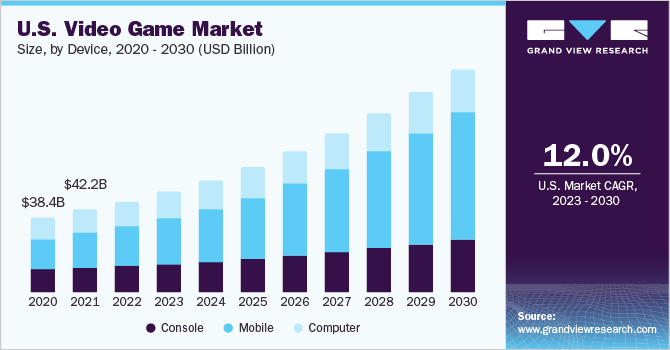 U.S. Video Game Market
Size, by Device, 2020 - 2030 (USD Billion)
$38.4B
$42.2B
2020 2021 2022 2023 2024 2025 2026 2027 2028 2029 2030
Console Mobile Computer
GRAND VIEW RESEARCH
12.0%
U.S. Market CAGR,
2023 - 2030
Source:
www.grandviewresearch.com